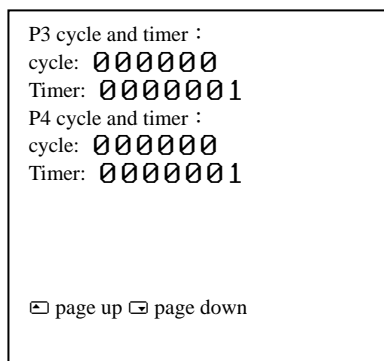 P3 cycle and timer：
cycle: 000000
Timer: 0000001
P4 cycle and timer：
cycle: 000000
Timer: 0000001
page up page down